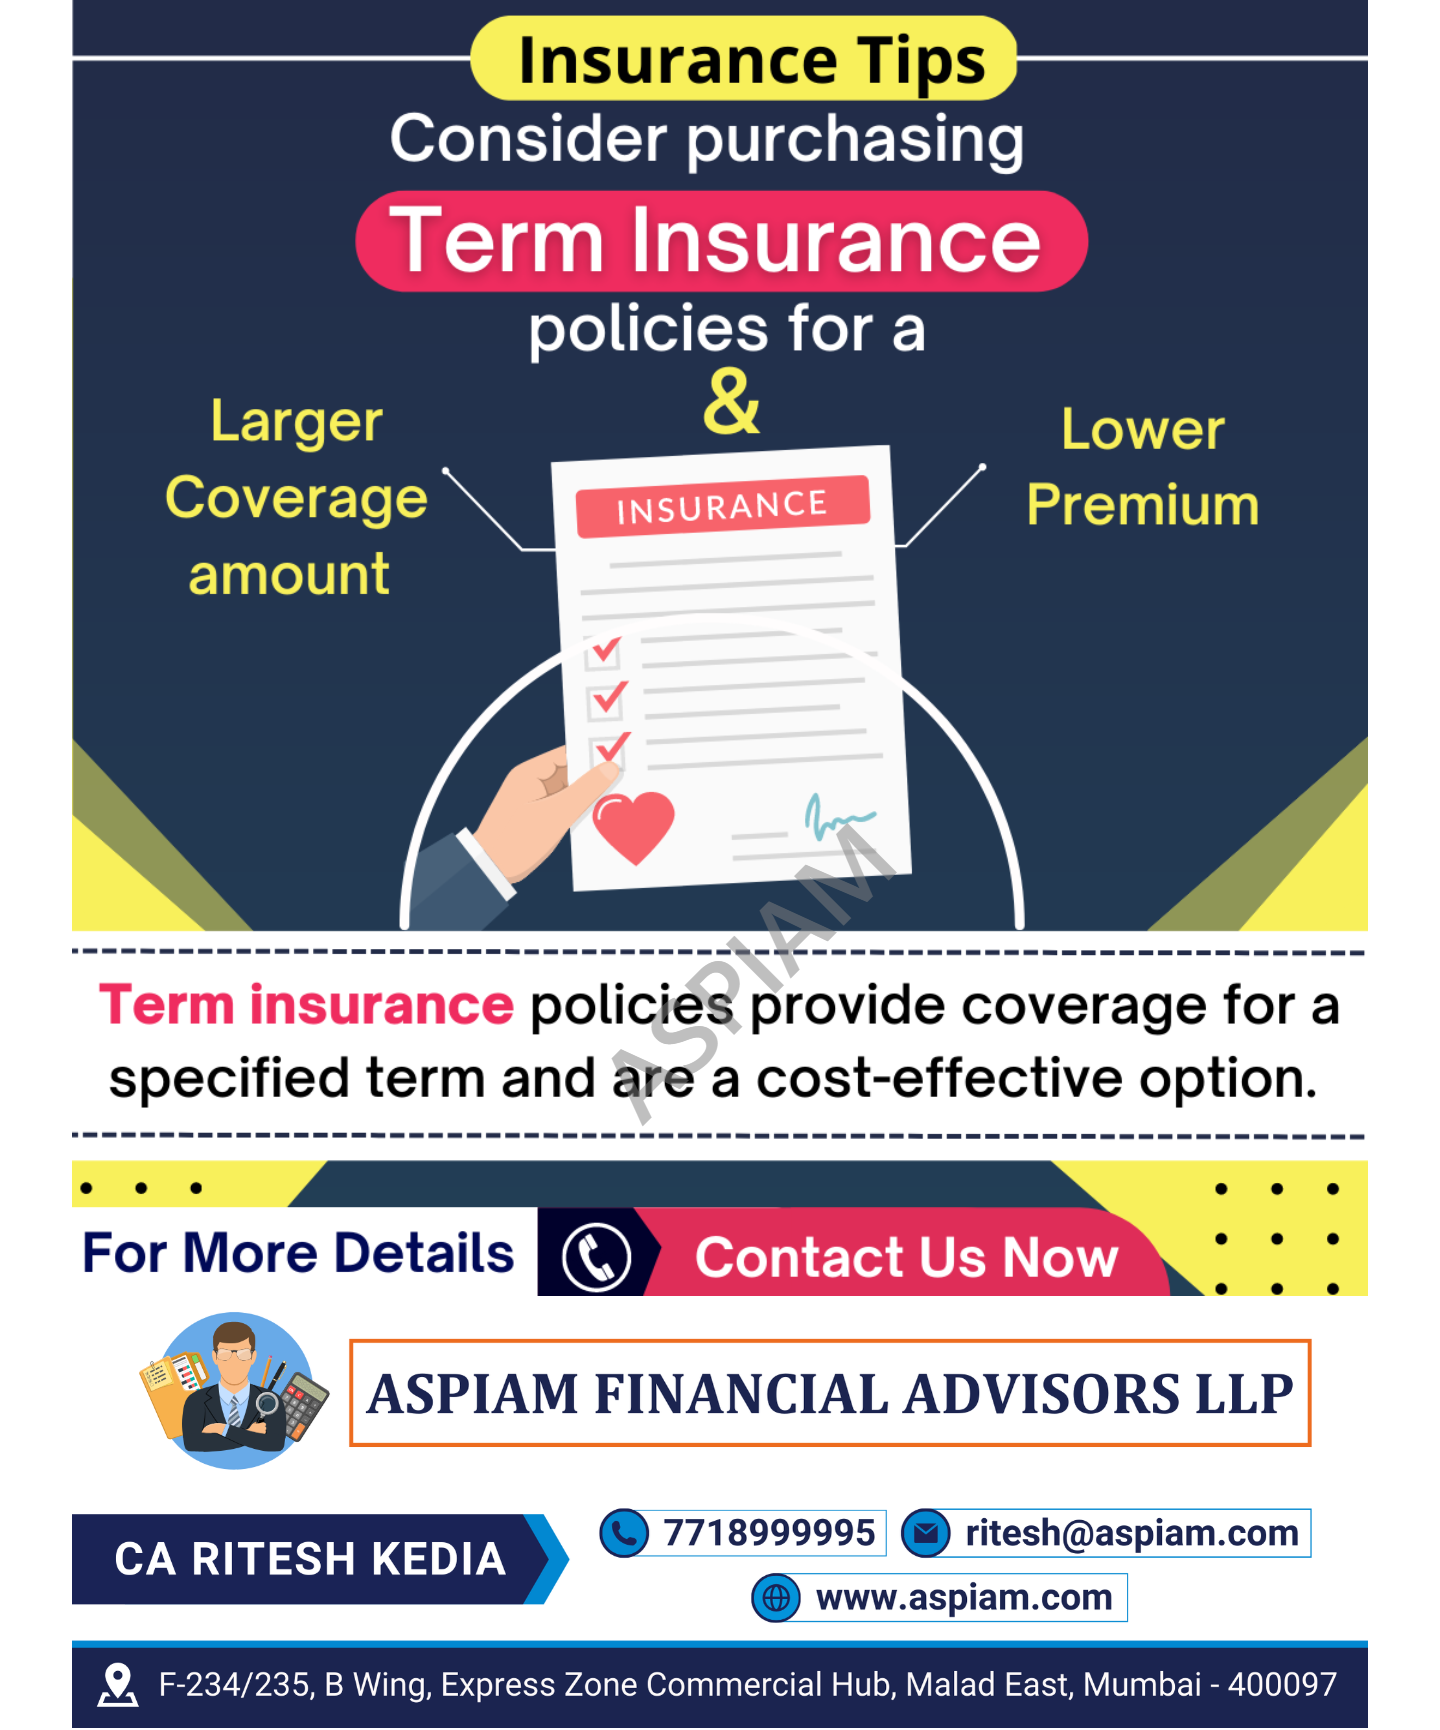 Insurance Tips
Consider purchasing
Term Insurance
policies for a
&
Larger
Coverage
amount
Lower
Premium
INSURANCE
ASPIAM
Term insurance policies provide coverage for a
specified term and are a cost-effective option.
For More Details
Contact Us Now
ASPIAM FINANCIAL ADVISORS LLP
CA RITESH KEDIA
7718999995
ritesh@aspiam.com
www.aspiam.com
F-234/235, B Wing, Express Zone Commercial Hub, Malad East, Mumbai - 400097